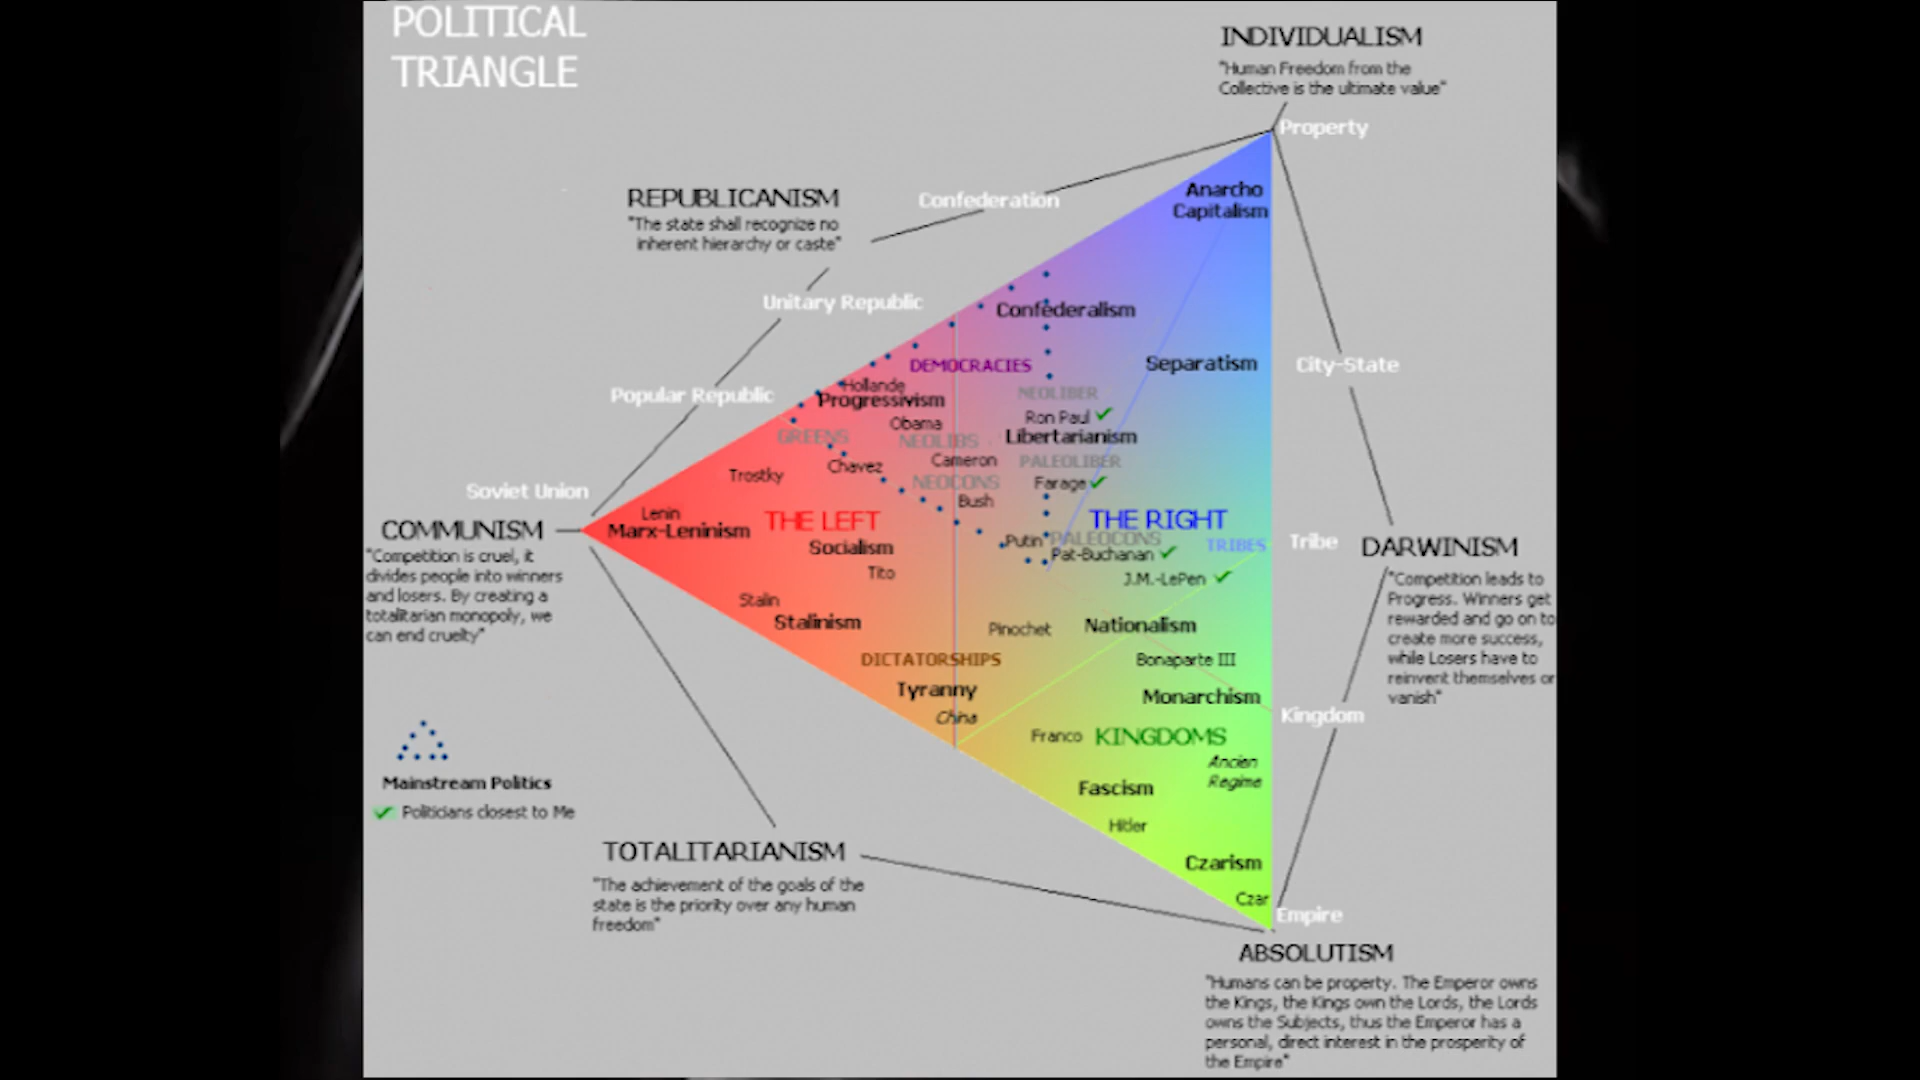 POLITICAL
TRIANGLE
INDIVIDUALISM
"Human Freedom from the
Collective is the ultimate value"
Property
REPUBLICANISM
"The state shall recognize no
inherent hierarchy or caste"
Confederation
Anarcho
Capitalism
Unitary Republic
Confederalism
DEMOCRACIES
Separatism
City-State
Popular Republic
Hollande
Progressivism
NEOLIBER
Obama
Ron Paul
GREENS
NEOLIBS
Libertarianism
Chavez
Cameron
PALEOLIBER
Trostky
NEOCONS
Farage
Soviet Union
Bush
Lenin
COMMUNISM
Marx-Leninism
THE LEFT
THE RIGHT
"Competition is cruel, it
divides people into winners
and losers. By creating a
totalitarian monopoly, we
can end cruelty"
Socialism
Putin
PALEOCONS
Pat-Buchanan
TRIBES
Tribe
DARWINISM
"Competition leads to
Progress. Winners get
rewarded and go on to
create more success,
while Losers have to
reinvent themselves or
vanish"
Tito
J.M.-LePen
Stalin
Stalinism
Pinochet
Nationalism
DICTATORSHIPS
Bonaparte III
Tyranny
Monarchism
China
Kingdom
Franco
KINGDOMS
Ancien
Regime
Mainstream Politics
Politicians closest to Me
Fascism
Hitler
TOTALITARIANISM
"The achievement of the goals of the
state is the priority over any human
freedom"
Czarism
Czar
Empire
ABSOLUTISM
"Humans can be property. The Emperor owns
the Kings, the Kings own the Lords, the Lords
owns the Subjects, thus the Emperor has a
personal, direct interest in the prosperity of
the Empire"